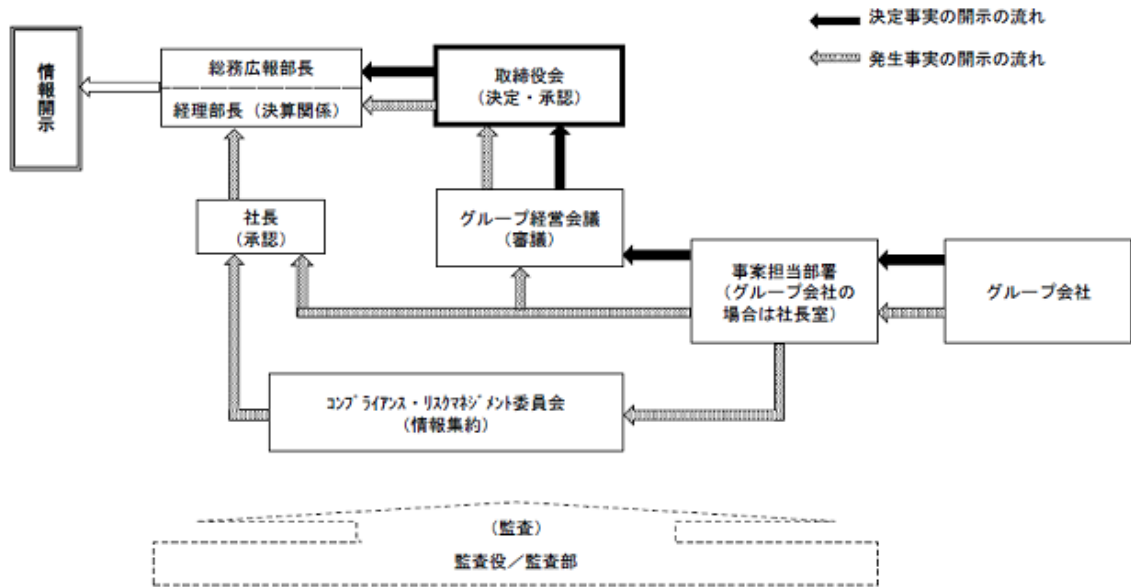 決定事実の開示の流れ
発生事実の開示の流れ
情報開示
総務広報部長
経理部長(決算関係)
取締役会
(決定・承認)
社長
(承認)
グループ経営会議
(審議)
事案担当部署
(グループ会社の
場合は社長室)
グループ会社
コンプライアンス・リスクマネジメント委員会
(情報集約)
(監査)
監査役/監査部